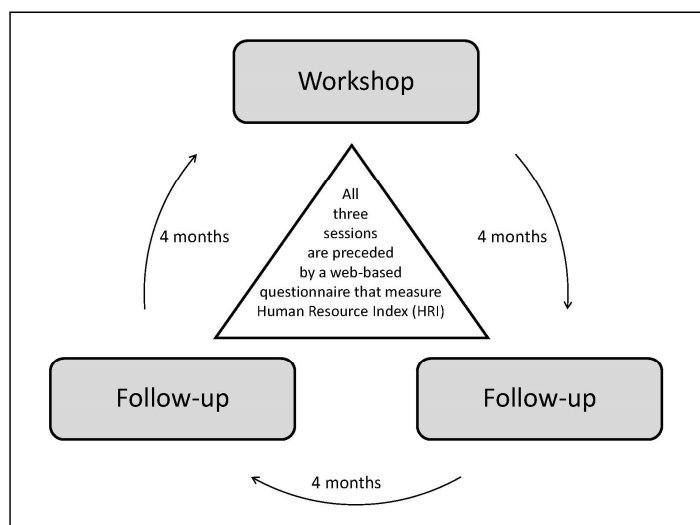 Workshop
All
three
sessions
are preceded
by a web-based
questionnaire that measure
Human Resource Index (HRI)
4 months
4 months
Follow-up
Follow-up
4 months